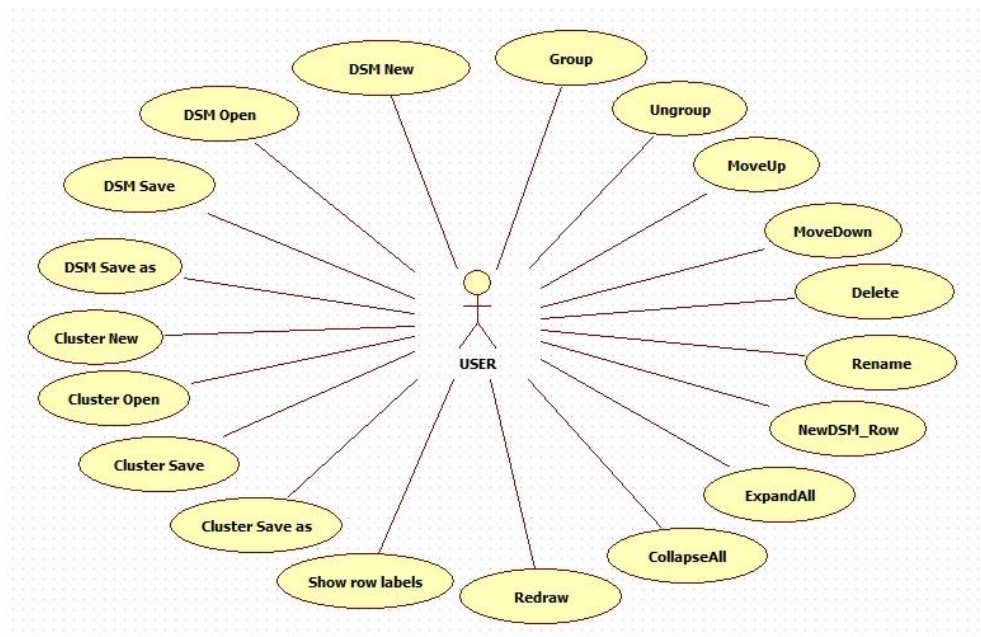 Group
DSM New
Ungroup
DSM Open
MoveUp
DSM Save
MoveDown
DSM Save as
Delete
Cluster New
USER
Rename
Cluster Open
NewDSM_Row
Cluster Save
ExpandAll
Cluster Save as
CollapseAll
Show row labels
Redraw